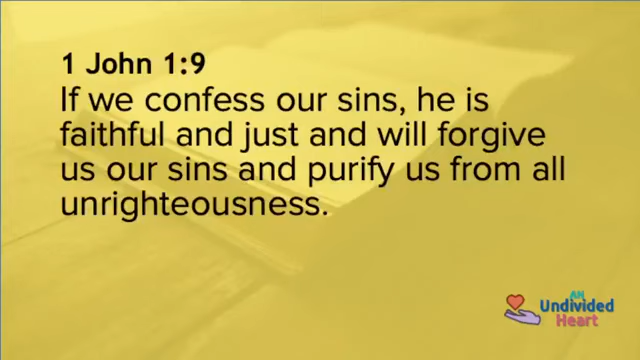 1 John 1:9
If we confess our sins, he is
faithful and just and will forgive
us our sins and purify us from all
unrighteousness.
AN
Undivided
Heart